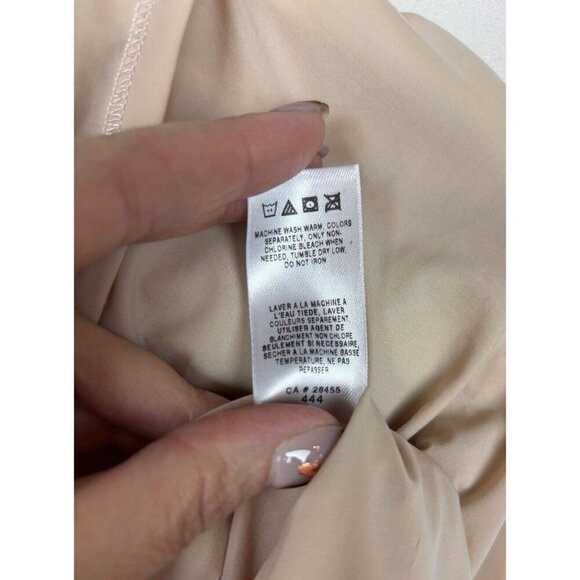 MACHINE WASH WARM, COLORS
SEPARATELY, ONLY NON-
CHLORINE BLEACH WHEN
NEEDED, TUMBLE DRY LOW,
DO NOT IRON
LAVER A LA MACHINE A
L'EAU TIEDE, LAVER
COULEURS SEPAREMENT.
UTILISER AGENT DE
BLANCHIMENT NON CHLORE
SEULEMENT SI NECESSAIRE,
SECHER A LA MACHINE BASSE
TEMPERATURE, NE PAS
REPASSER
CA # 28455
444